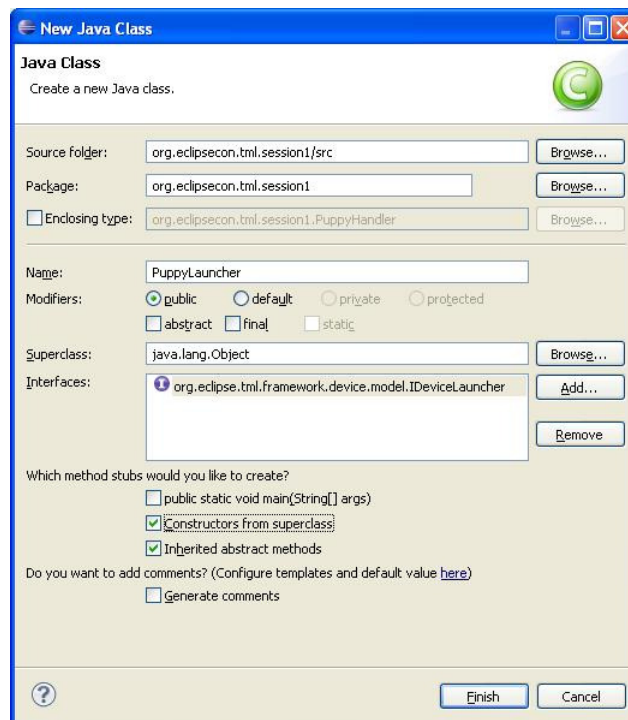 New Java Class
Java Class
Create a new Java class.
Source folder: org.eclipsecon.tml.session1/src Browse...
Package: org.eclipsecon.tml.session1 Browse...
Enclosing type: org.eclipsecon.tml.session1.PuppyHandler Browse...
Name: PuppyLauncher
Modifiers: public default private protected
abstract final static
Superclass: java.lang.Object Browse...
Interfaces: org.eclipse.tml.framework.device.model.IDeviceLauncher Add...
Remove
Which method stubs would you like to create?
public static void main(String[] args)
Constructors from superclass
Inherited abstract methods
Do you want to add comments? (Configure templates and default value here)
Generate comments
? Finish Cancel